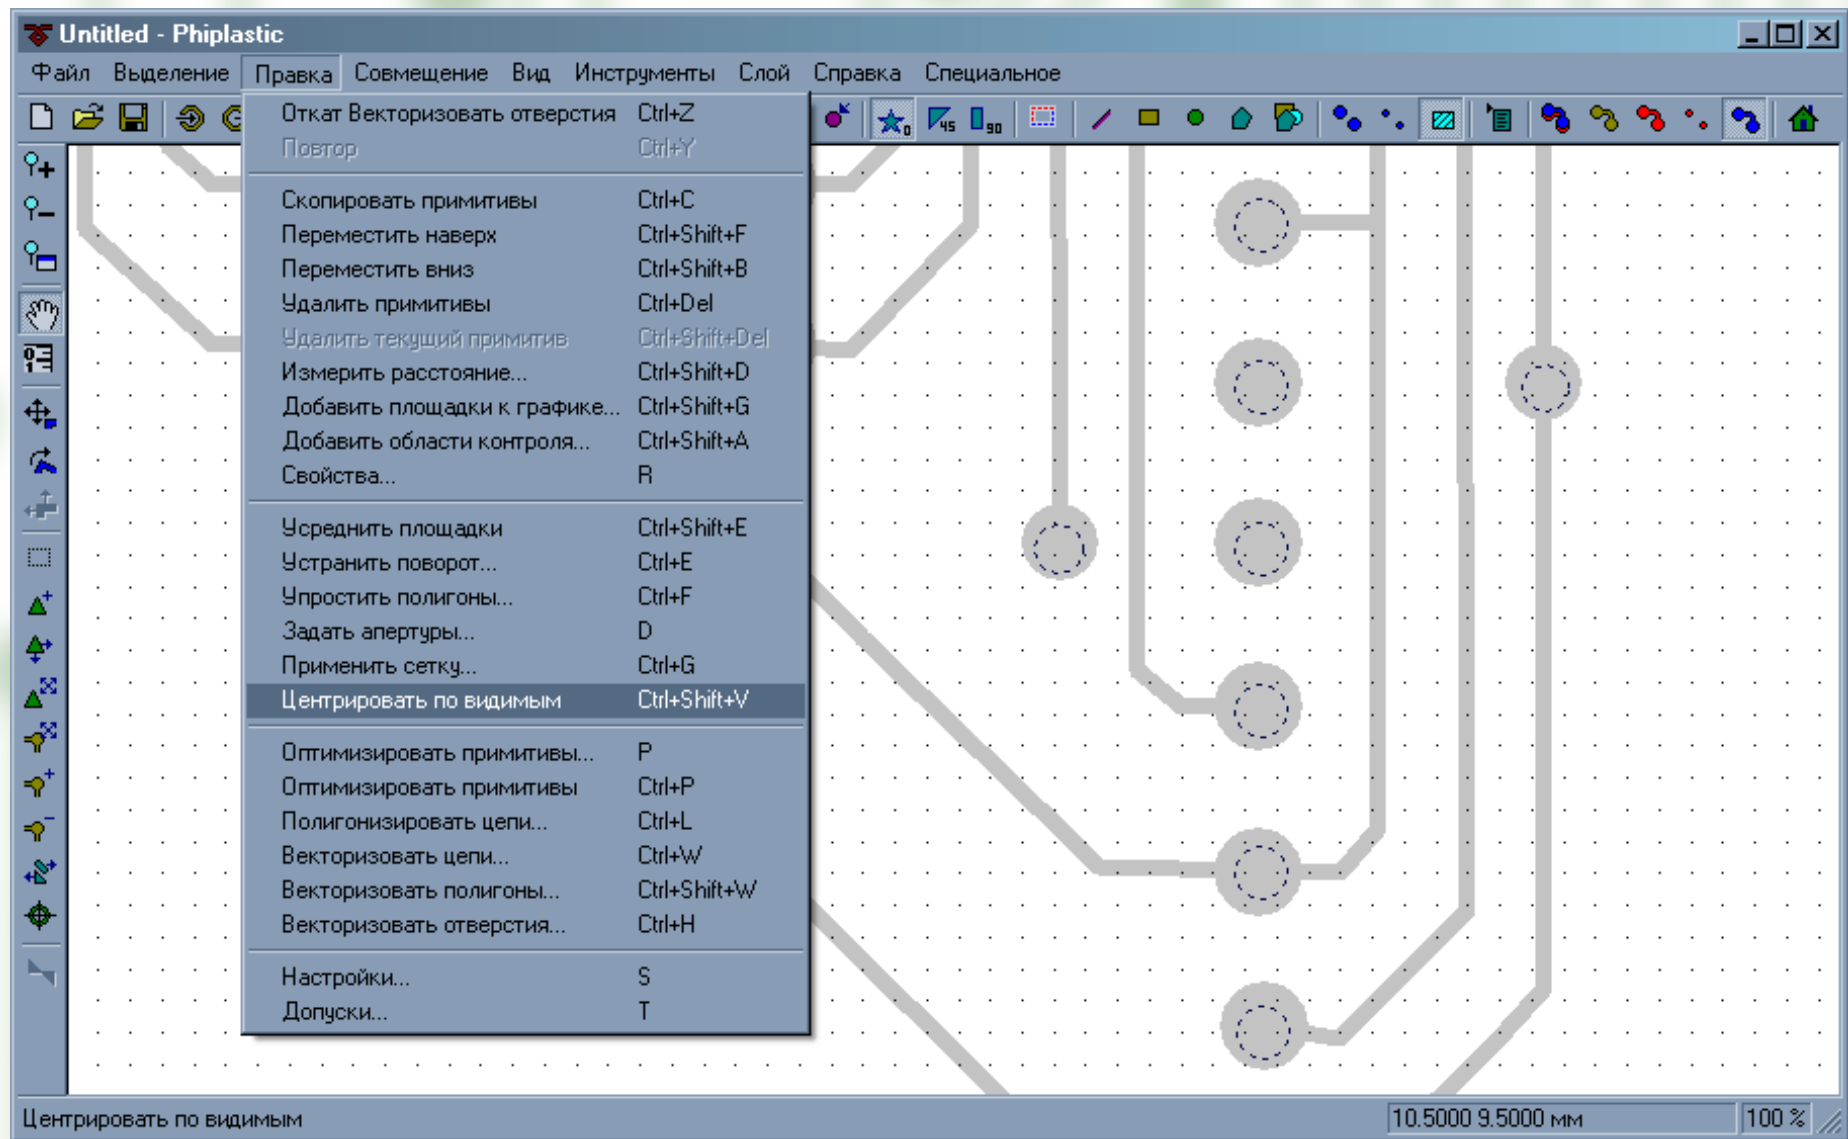 Untitled - Phiplastic
Файл Выделение Правка Совмещение Вид Инструменты Слой Справка Специальное
0 45 90
Откат Векторизовать отверстия Ctrl+Z
Повтор Ctrl+Y
Скопировать примитивы Ctrl+C
Переместить наверх Ctrl+Shift+F
Переместить вниз Ctrl+Shift+B
Удалить примитивы Ctrl+Del
Удалить текущий примитив Ctrl+Shift+Del
Измерить расстояние... Ctrl+Shift+D
Добавить площадки к графике... Ctrl+Shift+G
Добавить области контроля... Ctrl+Shift+A
Свойства... R
Усреднить площадки Ctrl+Shift+E
Устранить поворот... Ctrl+E
Упростить полигоны... Ctrl+F
Задать апертуры... D
Применить сетку... Ctrl+G
Центрировать по видимым Ctrl+Shift+V
Оптимизировать примитивы... P
Оптимизировать примитивы Ctrl+P
Полигонизировать цепи... Ctrl+L
Векторизовать цепи... Ctrl+W
Векторизовать полигоны... Ctrl+Shift+W
Векторизовать отверстия... Ctrl+H
Настройки... S
Допуски... T
Центрировать по видимым 10.5000 9.5000 мм 100 %